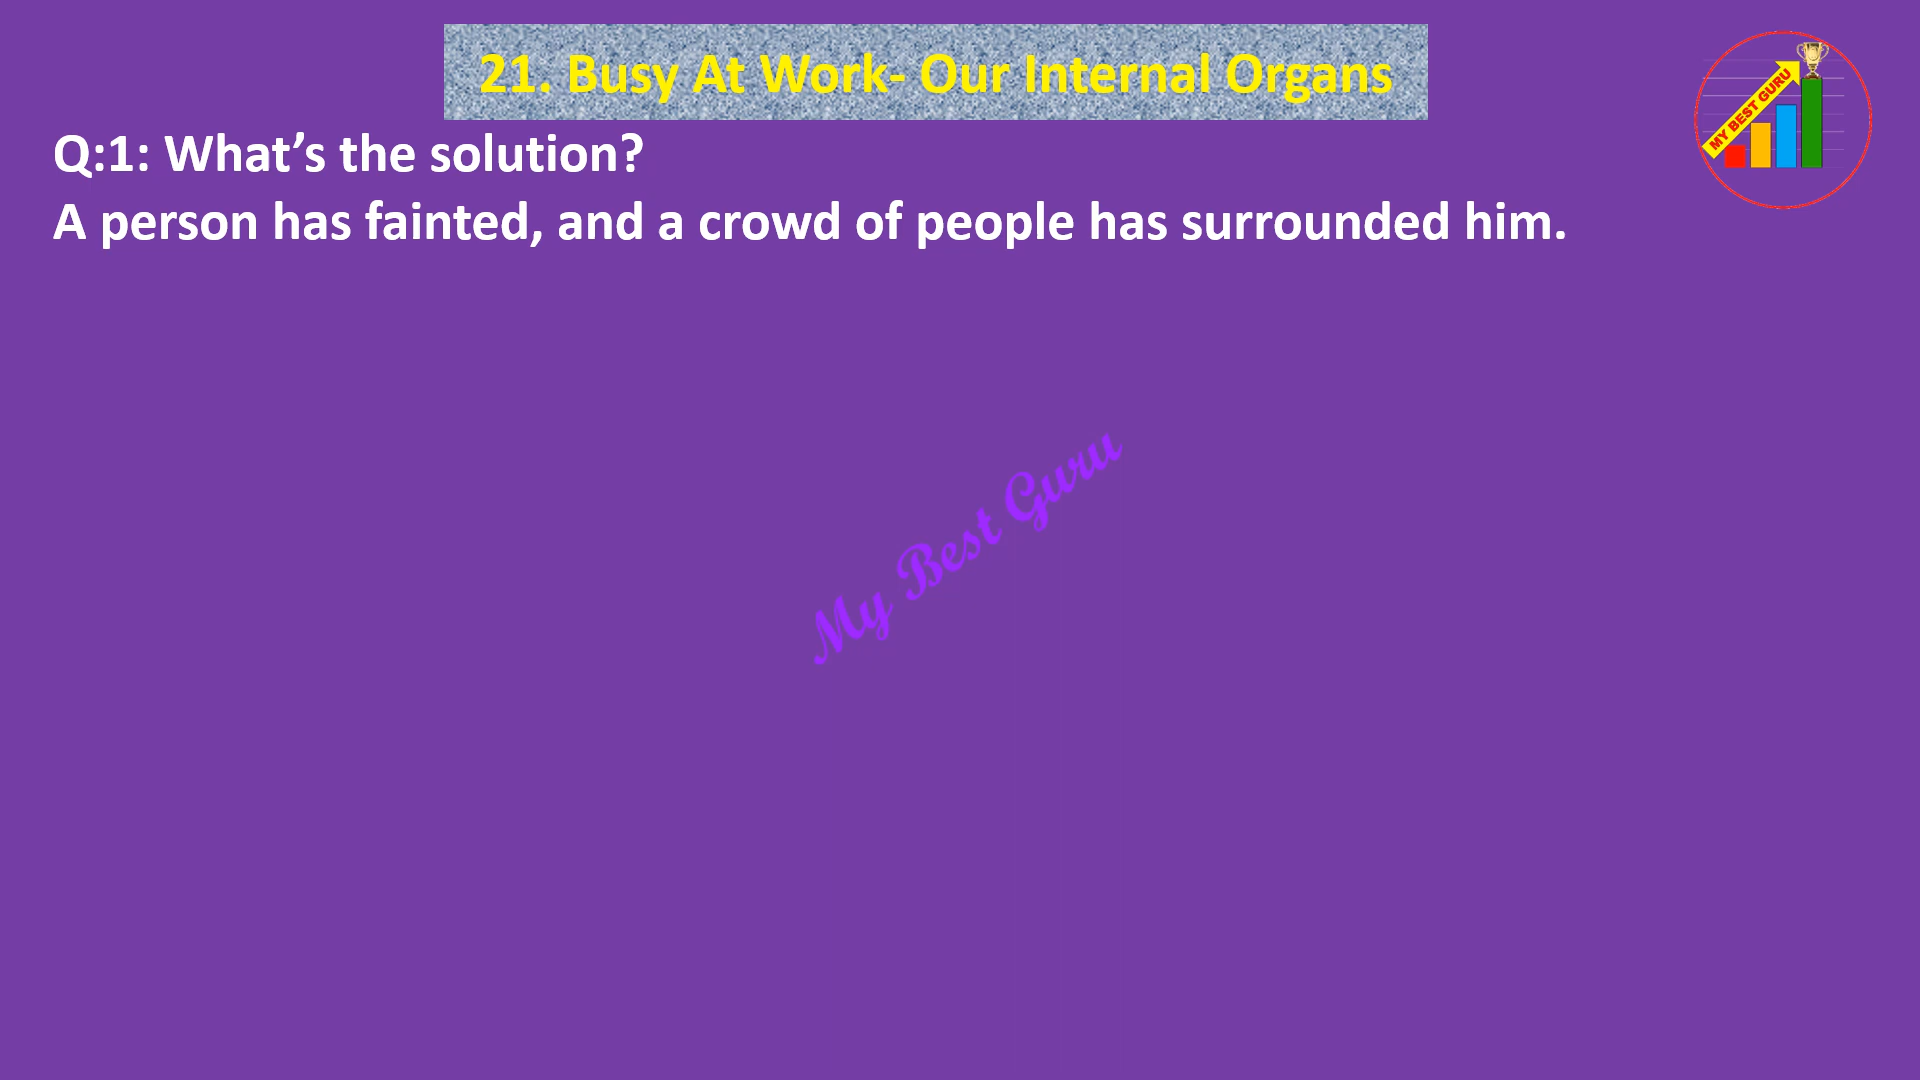 21. Busy At Work- Our Internal Organs
MY BEST GURU
Q:1: What’s the solution?
A person has fainted, and a crowd of people has surrounded him.
My Best Guru